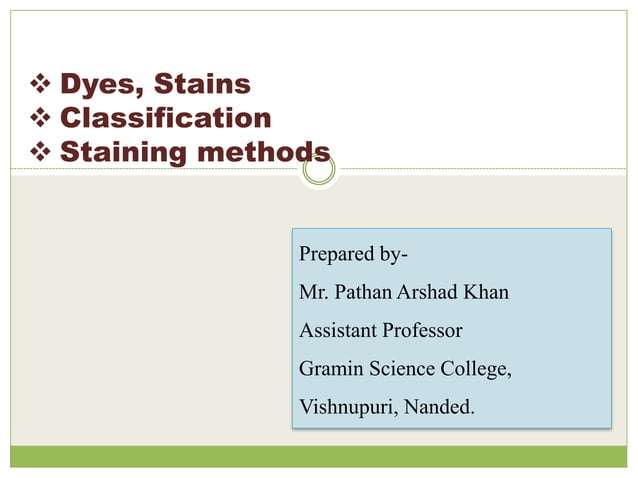 ❖ Dyes, Stains
❖ Classification
❖ Staining methods
Prepared by-
Mr. Pathan Arshad Khan
Assistant Professor
Gramin Science College,
Vishnupuri, Nanded.